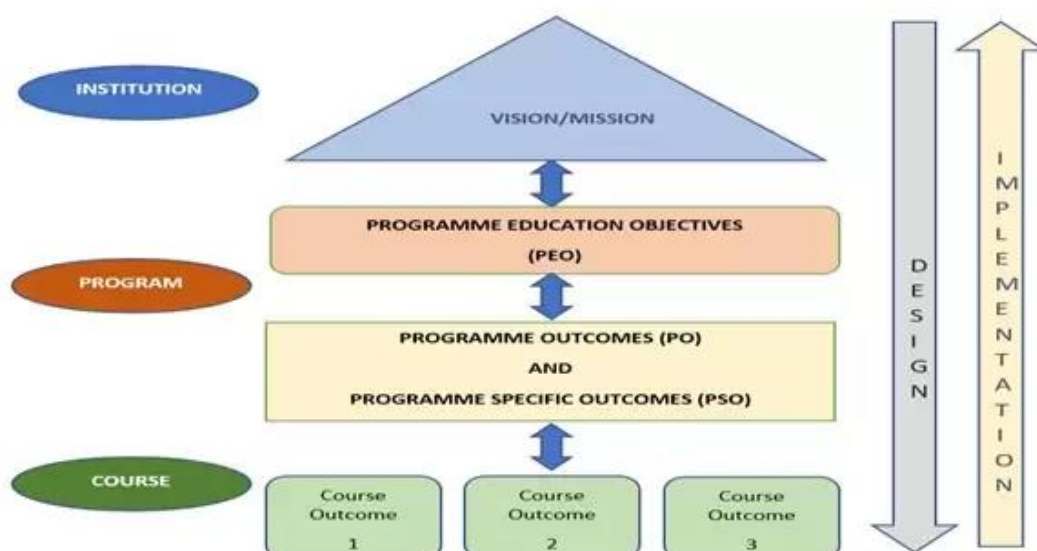 INSTITUTION
VISION/MISSION
PROGRAMME EDUCATION OBJECTIVES
(PEO)
PROGRAM
PROGRAMME OUTCOMES (PO)
AND
PROGRAMME SPECIFIC OUTCOMES (PSO)
COURSE
Course
Outcome
1
Course
Outcome
2
Course
Outcome
3
DESIGN
IMPLEMENTATION